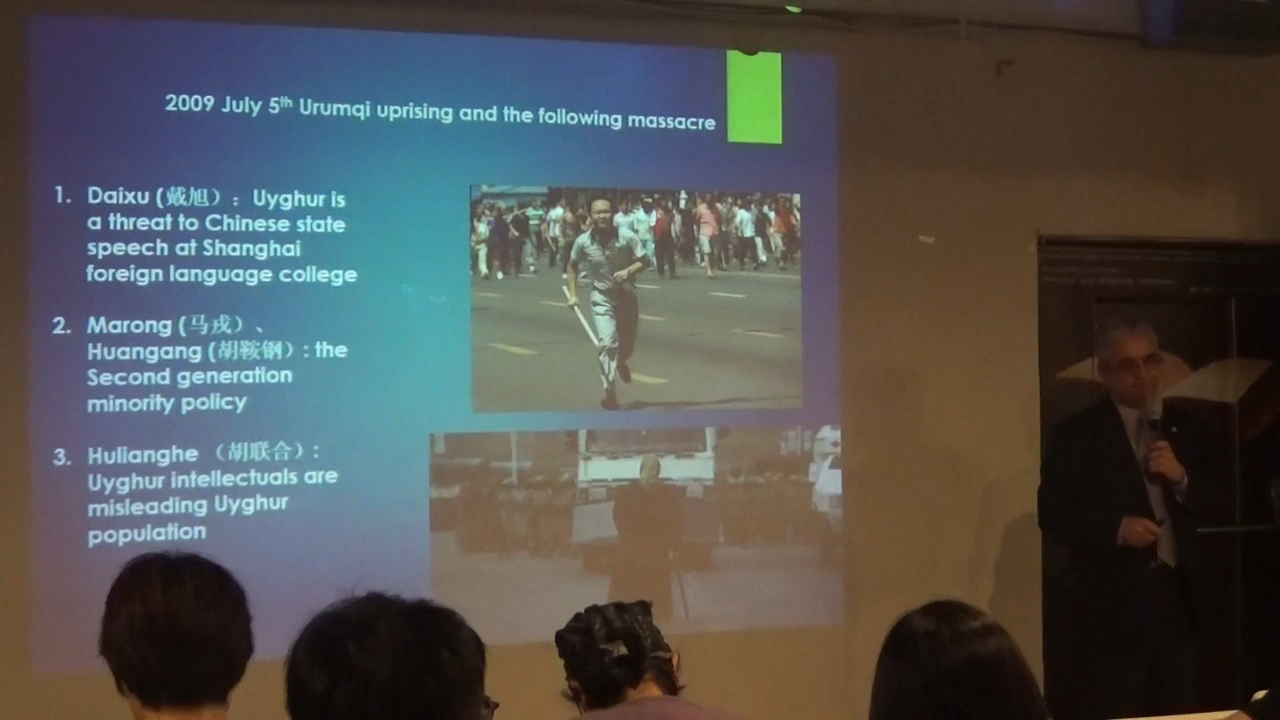 2009 July 5th Urumqi uprising and the following massacre
1. Daixu (戴旭）：Uyghur is
a threat to Chinese state
speech at Shanghai
foreign language college
2. Marong (马戎）、
Huangang (胡鞍钢）: the
Second generation
minority policy
3. Hulianghe （胡联合）:
Uyghur intellectuals are
misleading Uyghur
population